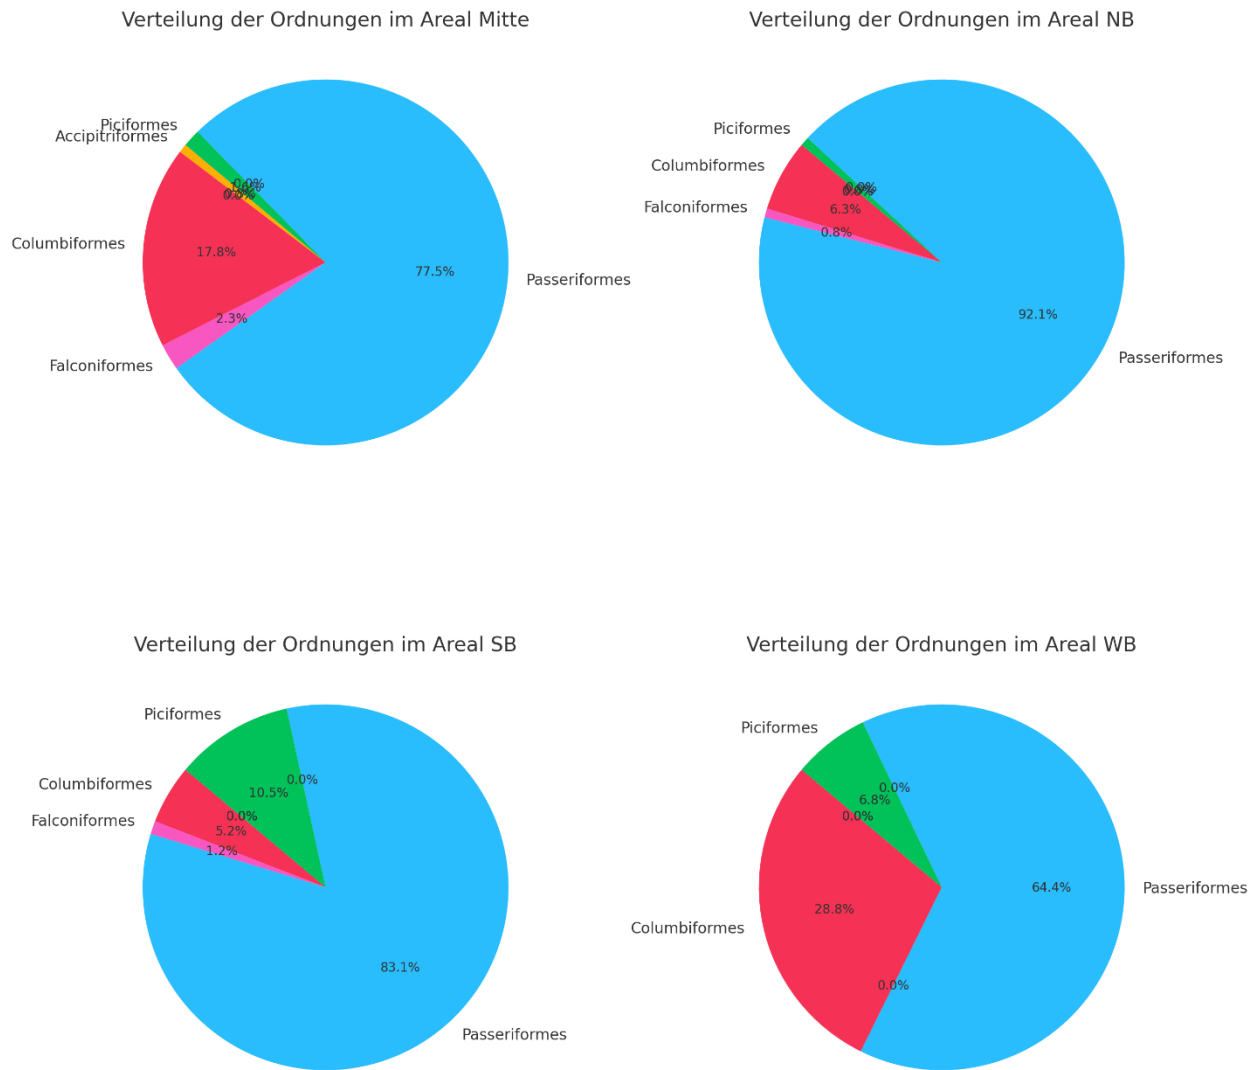 Verteilung der Ordnungen im Areal Mitte
Piciformes
Accipitriformes
0.0%
Columbiformes
17.8%
77.5%
Passeriformes
2.3%
Falconiformes
Verteilung der Ordnungen im Areal NB
Piciformes
Columbiformes
6.3%
Falconiformes
0.8%
92.1%
Passeriformes
Verteilung der Ordnungen im Areal SB
Piciformes
0.0%
10.5%
Columbiformes
0.0%
5.2%
Falconiformes
1.2%
83.1%
Passeriformes
Verteilung der Ordnungen im Areal WB
Piciformes
0.0%
6.8%
0.0%
64.4%
Passeriformes
28.8%
Columbiformes
0.0%